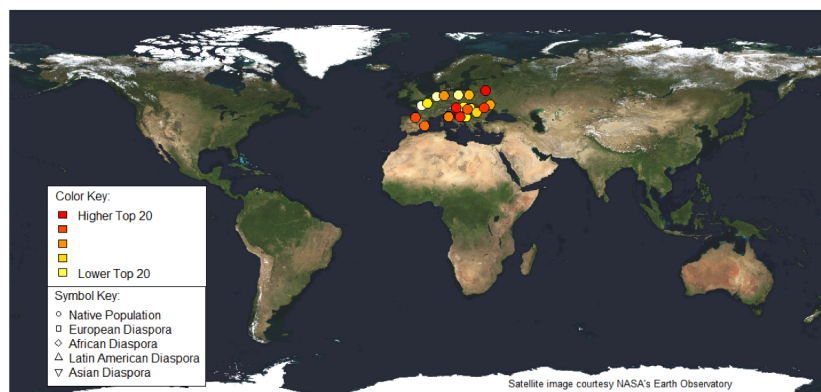 Color Key:
Higher Top 20
Lower Top 20
Symbol Key:
Native Population
European Diaspora
African Diaspora
Latin American Diaspora
Asian Diaspora
Satellite image courtesy NASA's Earth Observatory